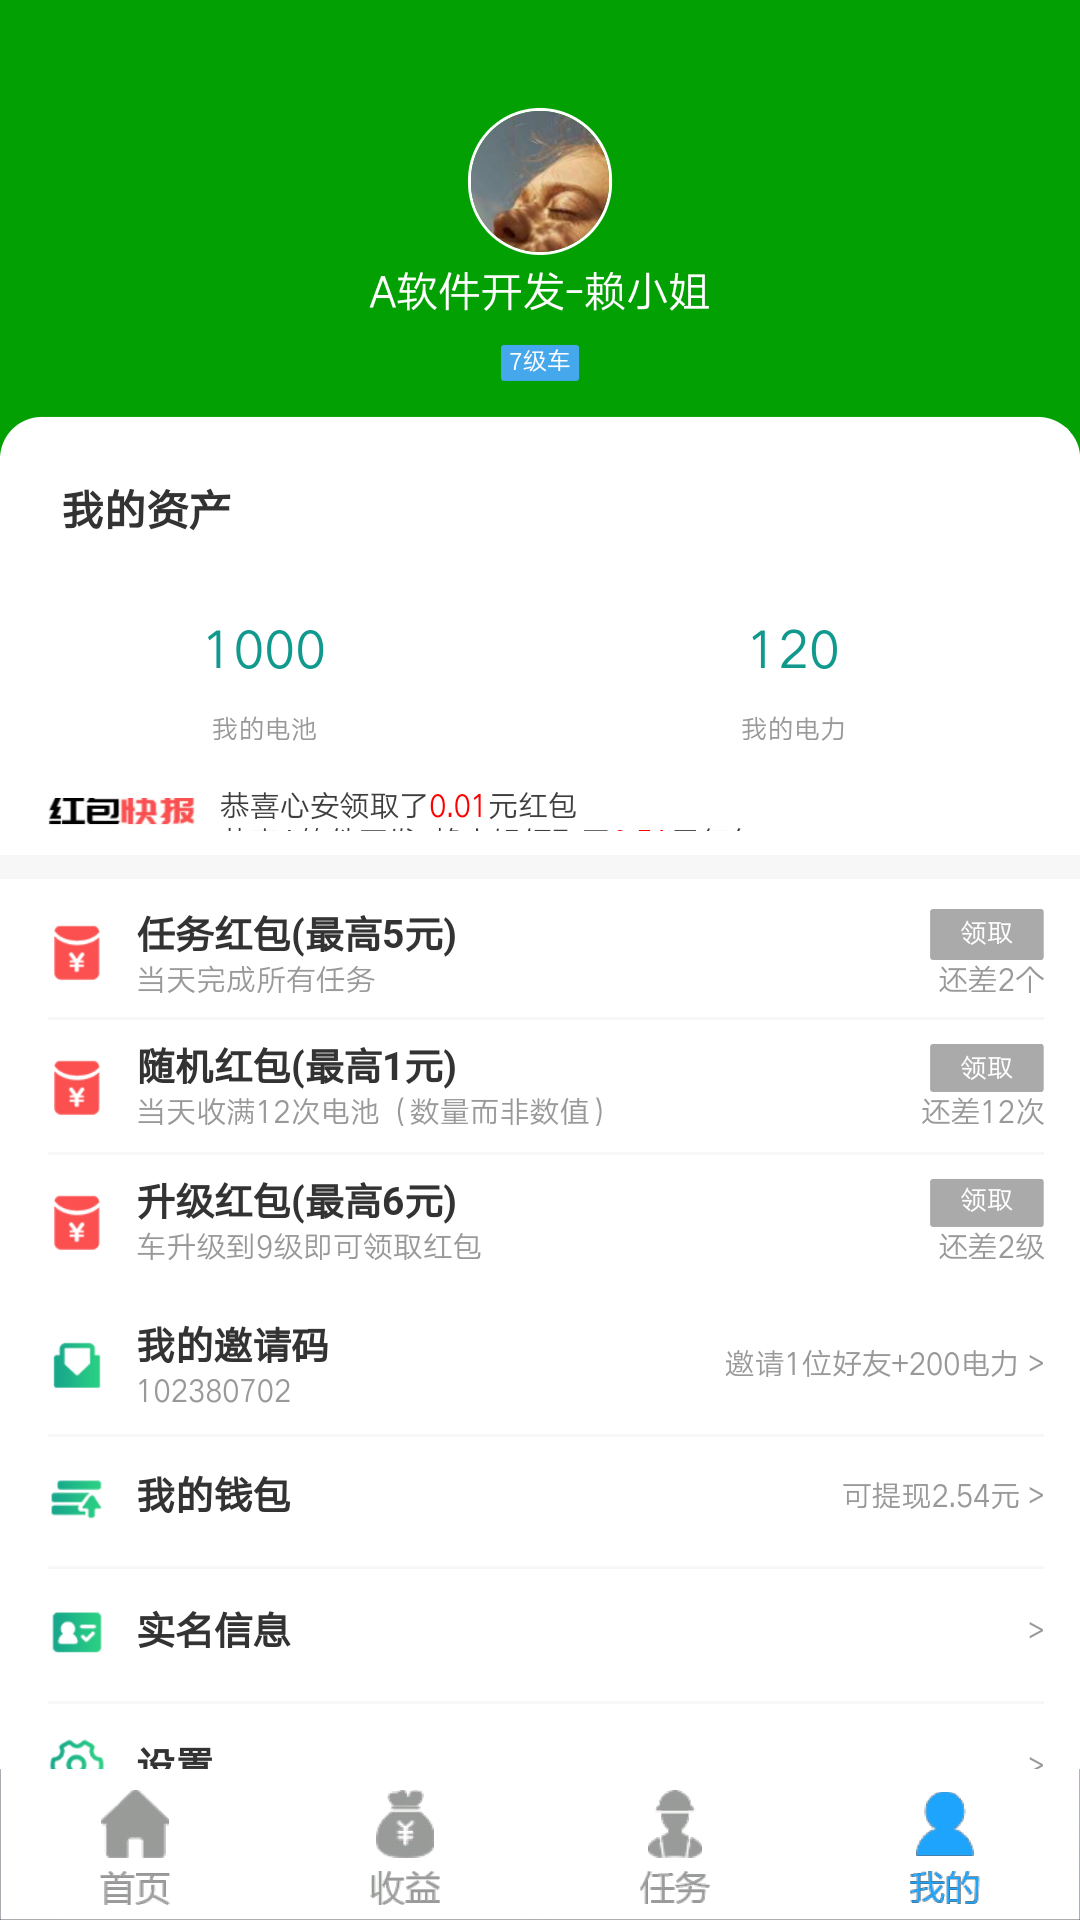 A软件开发-赖小姐
7级车
我的资产
1000
120
我的电池
我的电力
红包快报
恭喜心安领取了0.01元红包
任务红包(最高5元)
领取
当天完成所有任务
还差2个
随机红包(最高1元)
领取
当天收满12次电池（数量而非数值）
还差12次
升级红包(最高6元)
领取
车升级到9级即可领取红包
还差2级
我的邀请码
102380702
邀请1位好友+200电力 >
我的钱包
可提现2.54元 >
实名信息
>
设置
>
首页
收益
任务
我的